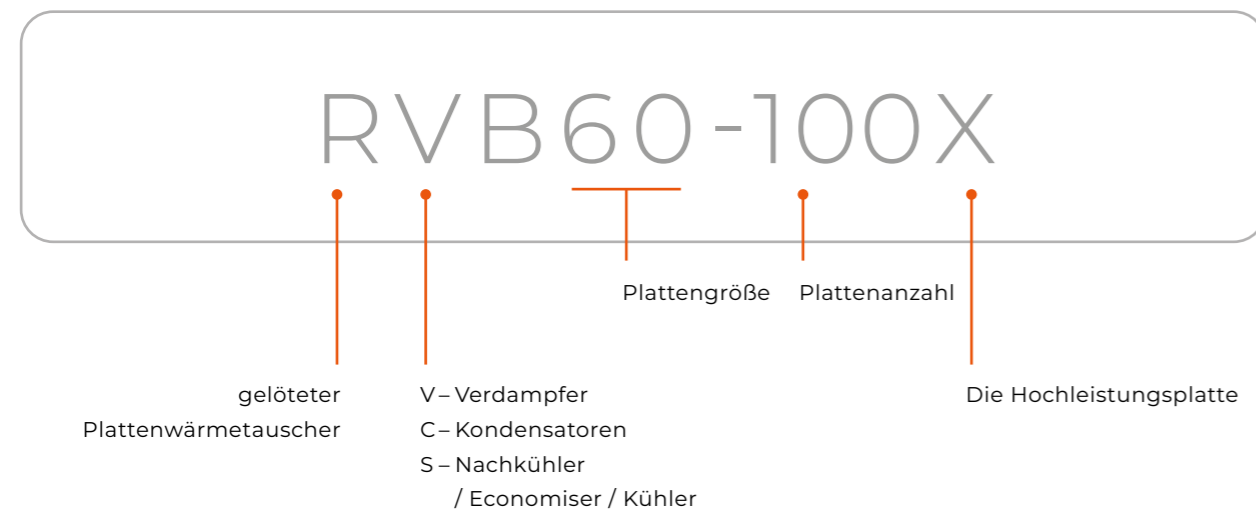 RVB60-100X
Plattengröße
Plattenanzahl
gelöteter
Plattenwärmetauscher
V – Verdampfer
C – Kondensatoren
S – Nachkühler
/ Economiser / Kühler
Die Hochleistungsplatte